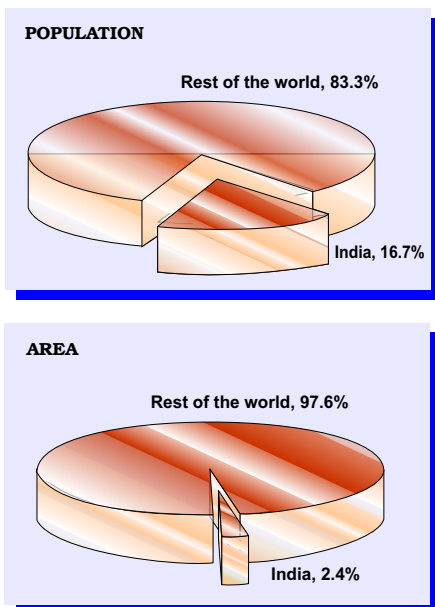 POPULATION
Rest of the world, 83.3%
India, 16.7%
AREA
Rest of the world, 97.6%
India, 2.4%